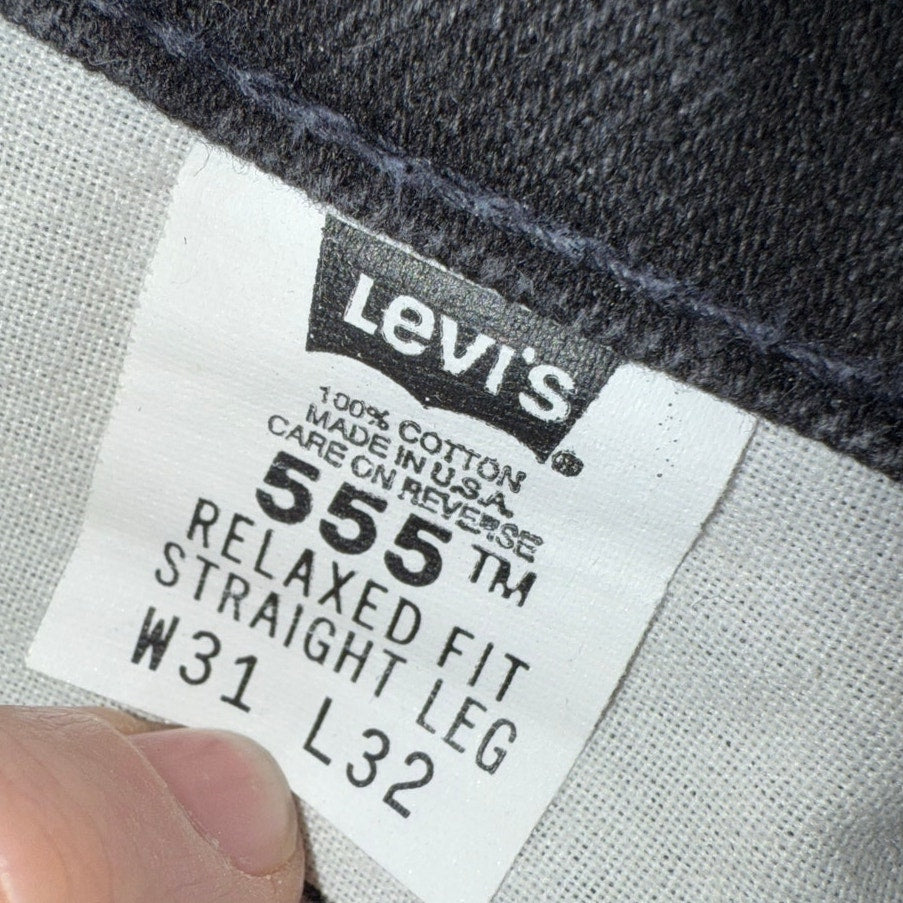 Levi's®
100% COTTON
MADE IN U.S.A.
CARE ON REVERSE
555™
RELAXED FIT
STRAIGHT LEG
W31 L32